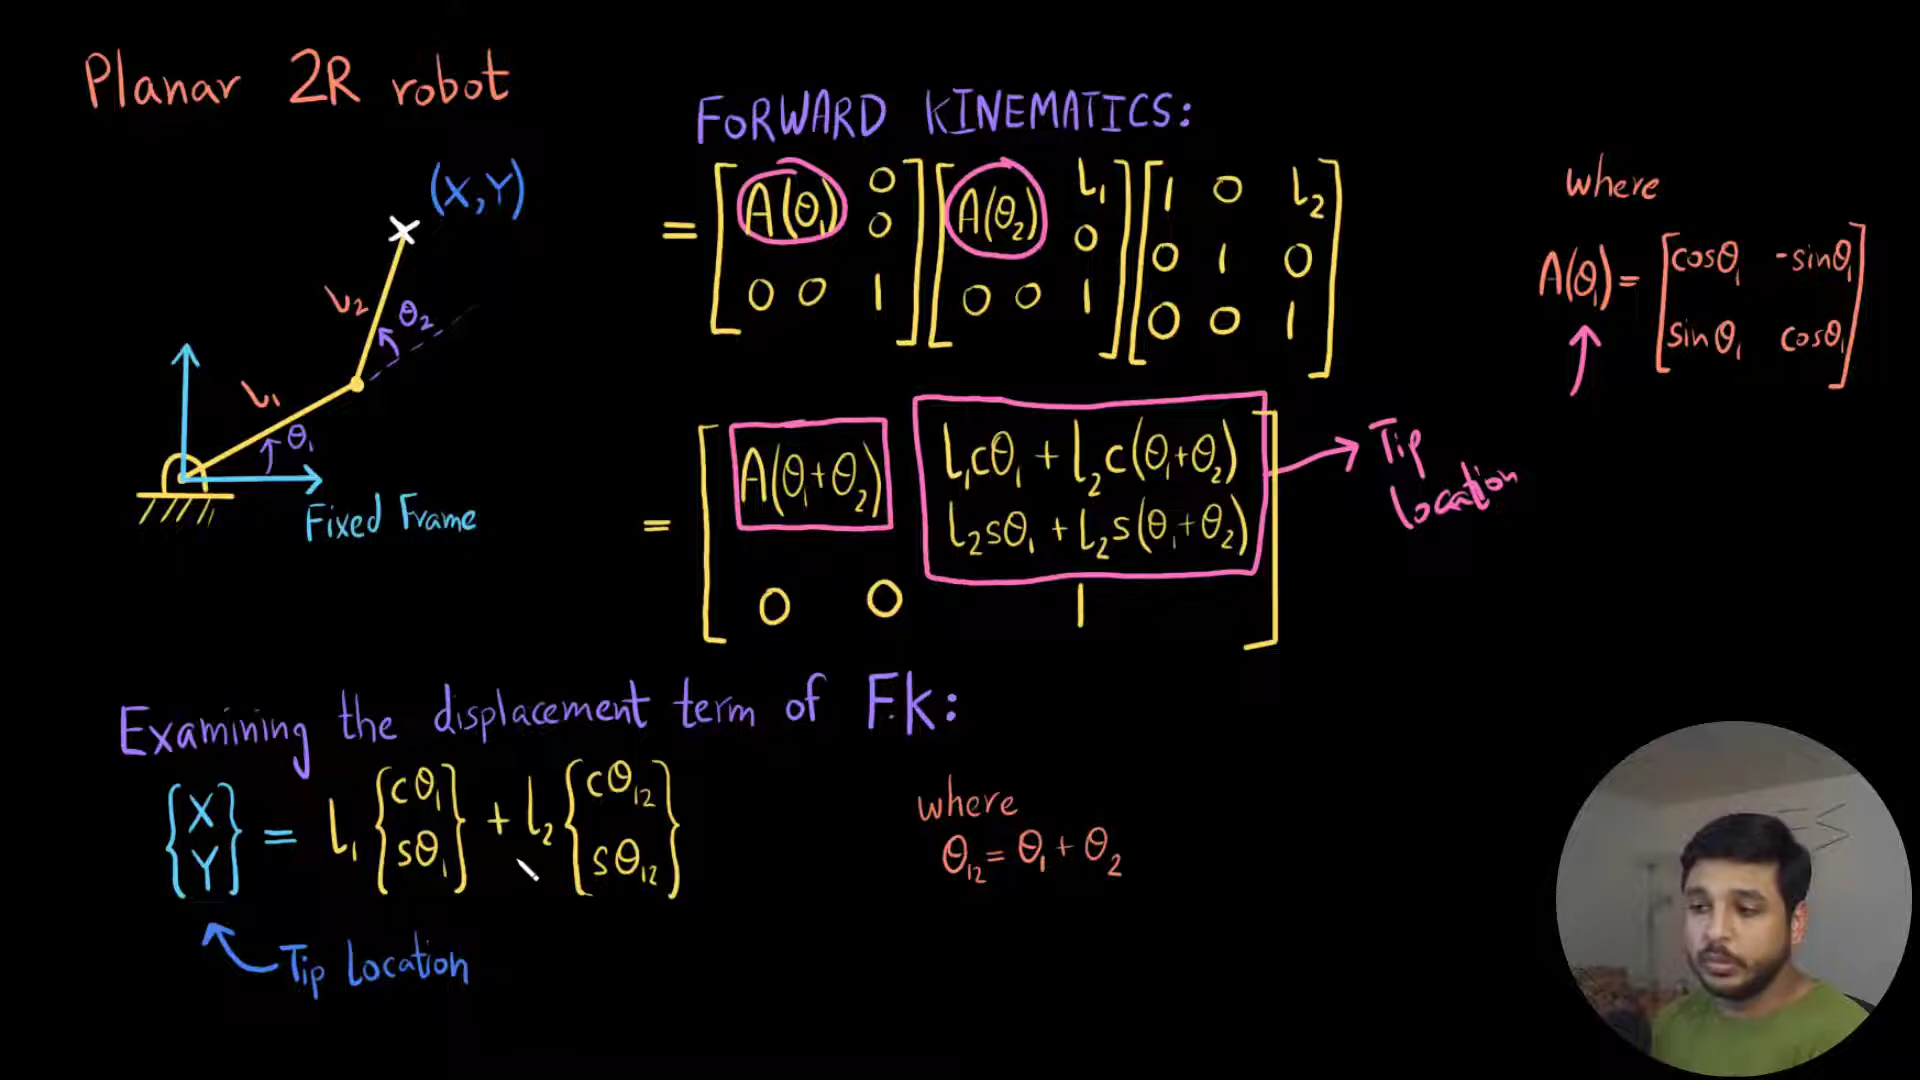 Planar 2R robot
(X,Y)
L₂
θ₂
L₁
θ₁
Fixed Frame
FORWARD KINEMATICS:
= [ A(θ₁) 0 ] [ A(θ₂) L₁ ] [ 1 0 L₂ ]
0 0 0 1 0
0 0 1 0 0 1 0 0 1
where
A(θ₁) = [ cosθ₁ -sinθ₁
sinθ₁ cosθ₁ ]
= [ A(θ₁+θ₂) L₁cθ₁ + L₂c(θ₁+θ₂)
L₂sθ₁ + L₂s(θ₁+θ₂)
0 0 1 ]
Tip
Location
Examining the displacement term of F.K:
{X Y} = L₁ {cθ₁ sθ₁} + L₂ {cθ₁₂ sθ₁₂}
where
θ₁₂ = θ₁ + θ₂
Tip Location